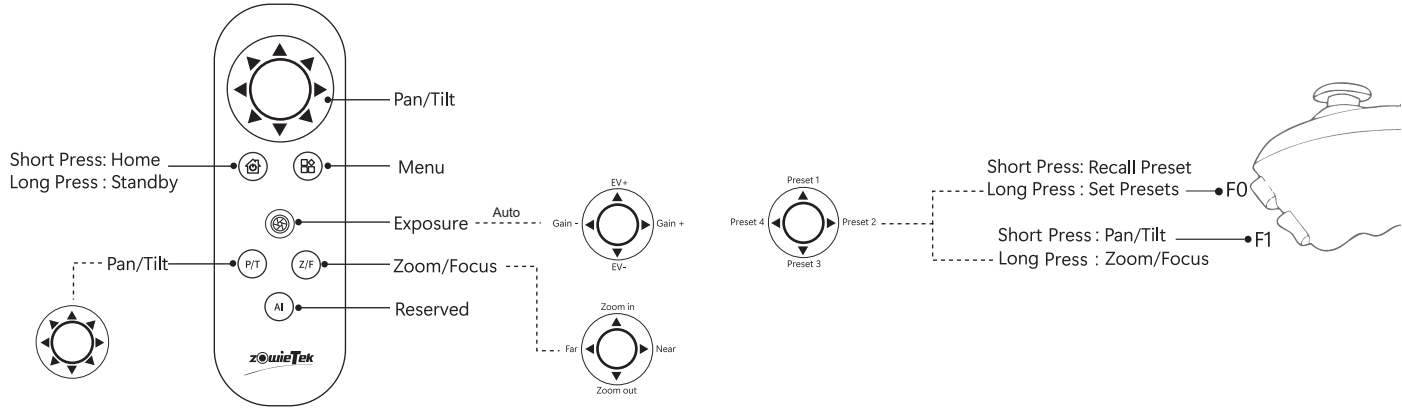 Pan/Tilt
Short Press: Home
Long Press : Standby
Menu
Exposure
Auto
EV+
Gain -
Gain +
EV-
Pan/Tilt
P/T
Z/F
Zoom/Focus
AI
Reserved
Zoom in
Far
Near
Zoom out
zowieTek
Preset 1
Preset 4
Preset 2
Preset 3
Short Press: Recall Preset
Long Press : Set Presets
F0
Short Press : Pan/Tilt
F1
Long Press : Zoom/Focus